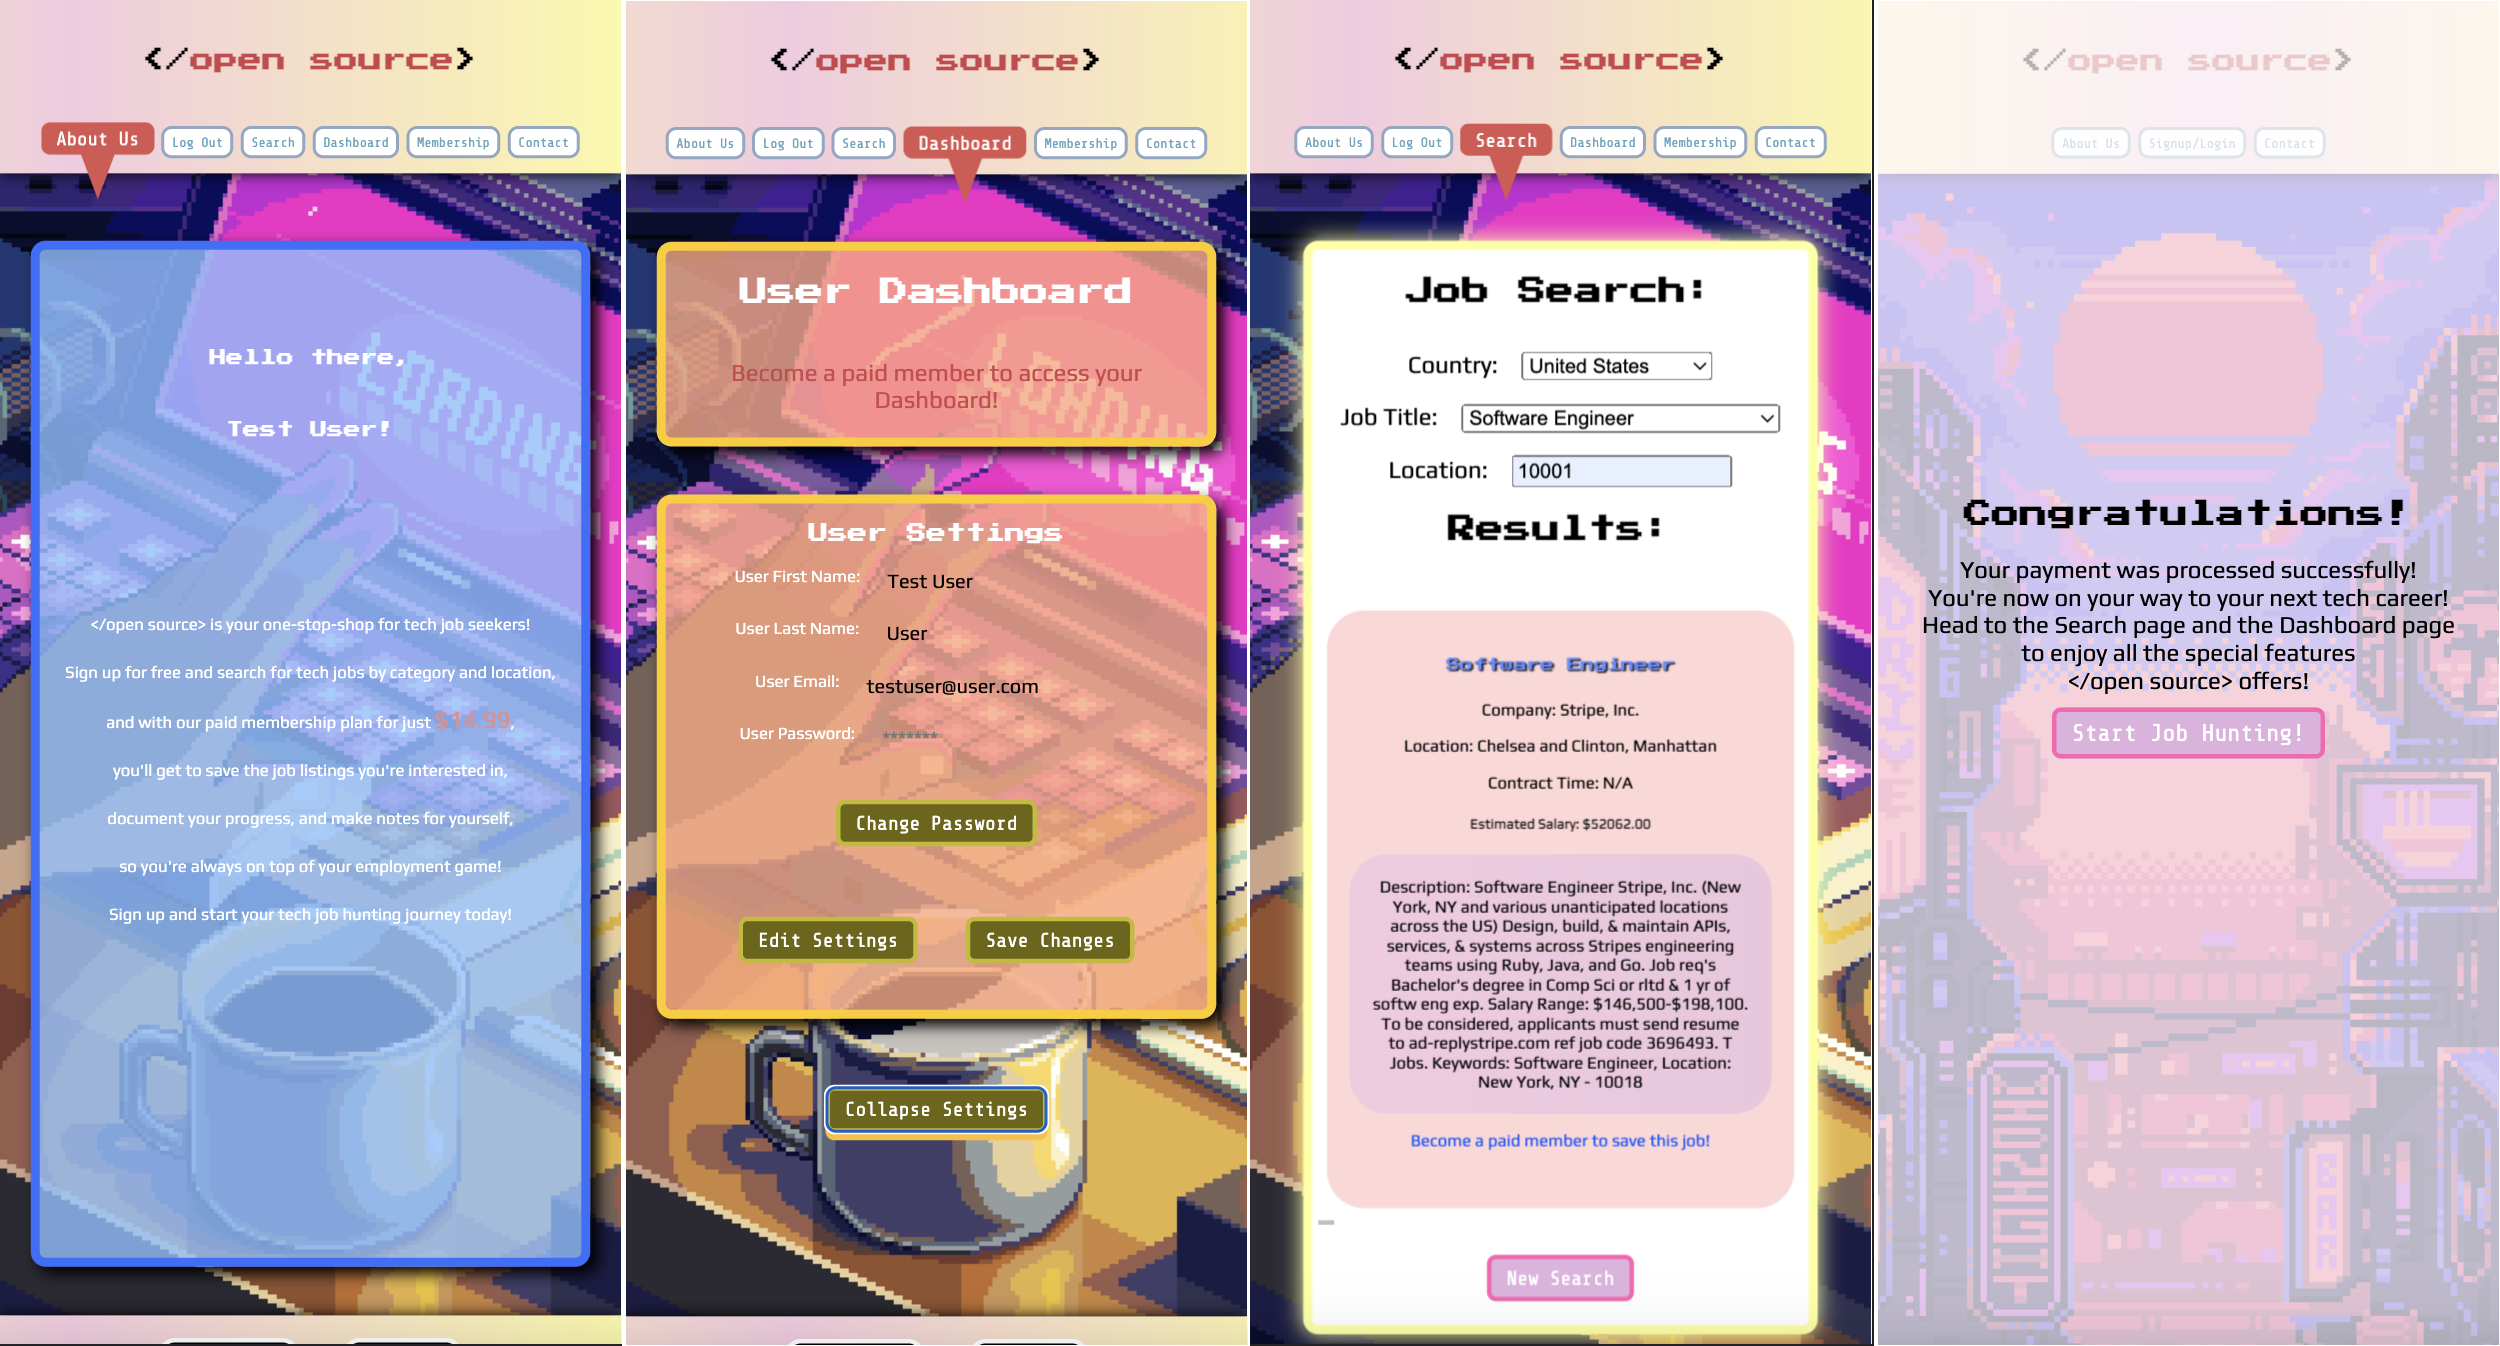 </open source>
About Us
Log Out
Search
Dashboard
Membership
Contact
Hello there,
Test User!
</open source> is your one-stop-shop for tech job seekers!
Sign up for free and search for tech jobs by category and location,
and with our paid membership plan for just $14.99,
you'll get to save the job listings you're interested in,
document your progress, and make notes for yourself,
so you're always on top of your employment game!
Sign up and start your tech job hunting journey today!
LOADING
</open source>
About Us
Log Out
Search
Dashboard
Membership
Contact
User Dashboard
Become a paid member to access your
Dashboard!
User Settings
User First Name: Test User
User Last Name: User
User Email: testuser@user.com
User Password: *******
Change Password
Edit Settings
Save Changes
Collapse Settings
</open source>
About Us
Log Out
Search
Dashboard
Membership
Contact
Job Search:
Country: United States
Job Title: Software Engineer
Location: 10001
Results:
Software Engineer
Company: Stripe, Inc.
Location: Chelsea and Clinton, Manhattan
Contract Time: N/A
Estimated Salary: $52062.00
Description: Software Engineer Stripe, Inc. (New
York, NY and various unanticipated locations
across the US) Design, build, & maintain APIs,
services, & systems across Stripes engineering
teams using Ruby, Java, and Go. Job req's
Bachelor's degree in Comp Sci or rltd & 1 yr of
softw eng exp. Salary Range: $146,500-$198,100.
To be considered, applicants must send resume
to ad-replystripe.com ref job code 3696493. T
Jobs. Keywords: Software Engineer, Location:
New York, NY - 10018
Become a paid member to save this job!
New Search
</open source>
About Us
Signup/Login
Contact
Congratulations!
Your payment was processed successfully!
You're now on your way to your next tech career!
Head to the Search page and the Dashboard page
to enjoy all the special features
</open source> offers!
Start Job Hunting!
MIDNIGHT
BAR